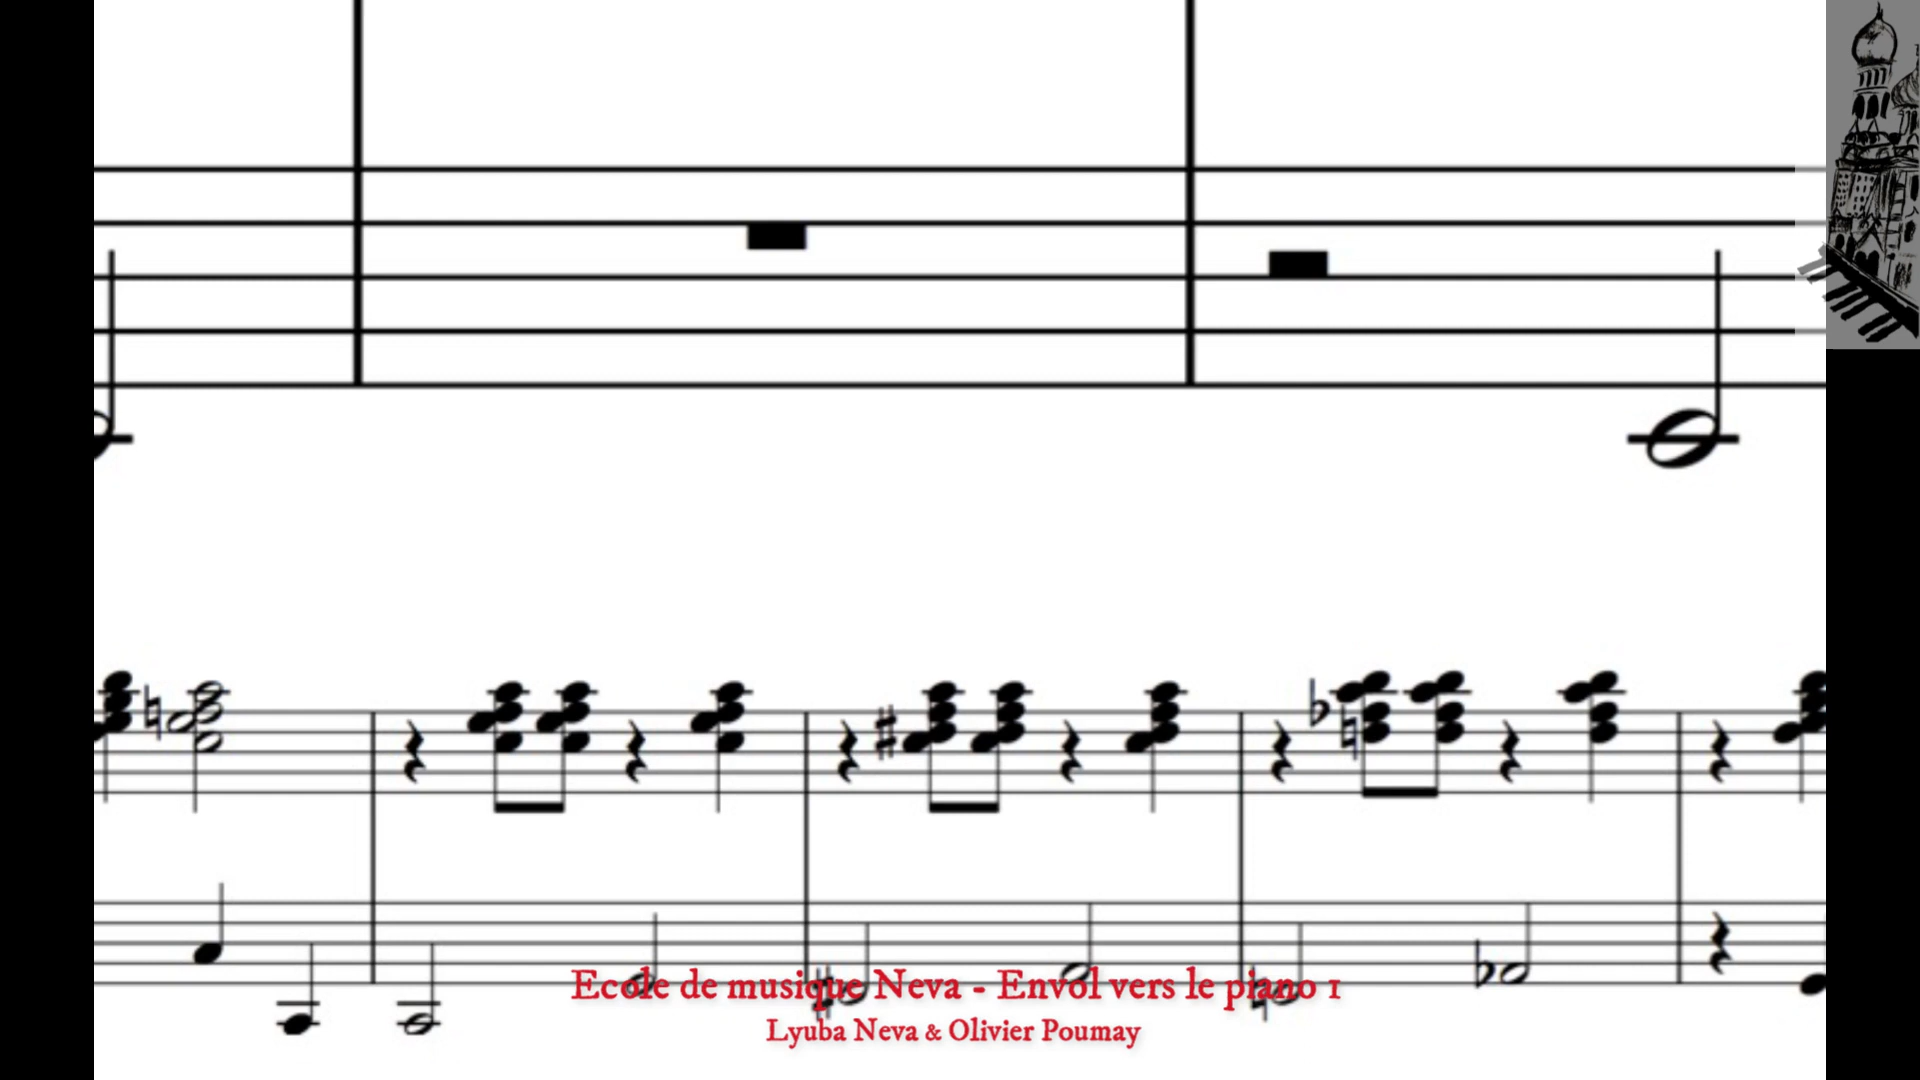 Ecole de musique Neva - Envol vers le piano 1
Lyuba Neva & Olivier Poumay